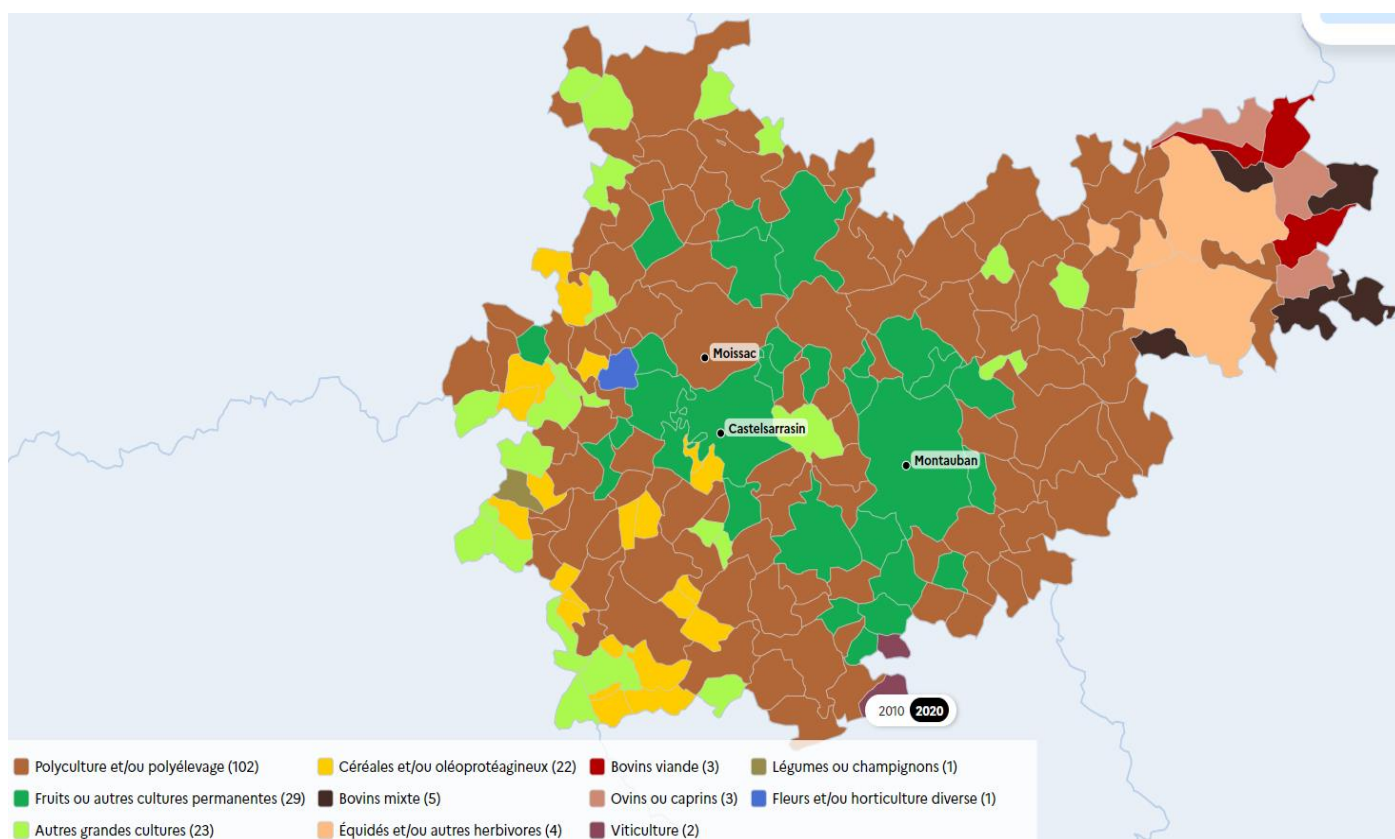 Moissac
Castelsarrasin
Montauban
2010 2020
Polyculture et/ou polyélevage (102)
Céréales et/ou oléoprotéagineux (22)
Bovins viande (3)
Légumes ou champignons (1)
Fruits ou autres cultures permanentes (29)
Bovins mixte (5)
Ovins ou caprins (3)
Fleurs et/ou horticulture diverse (1)
Autres grandes cultures (23)
Équidés et/ou autres herbivores (4)
Viticulture (2)